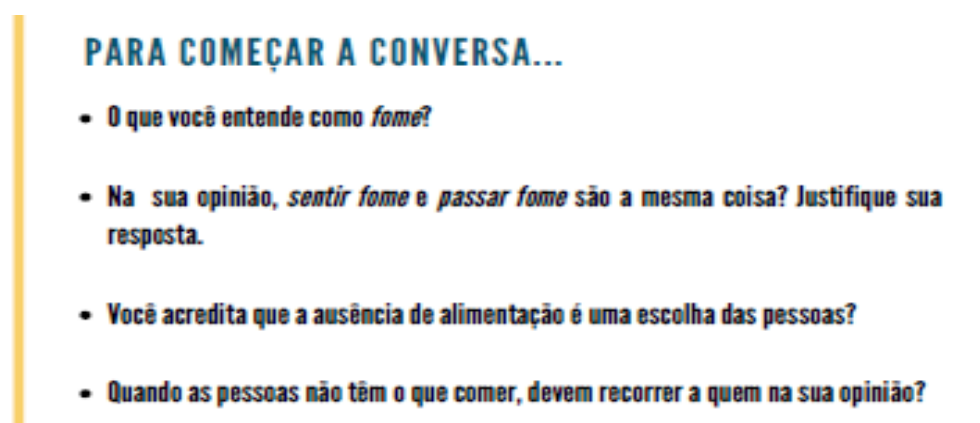 PARA COMEÇAR A CONVERSA...
• O que você entende como fome?
• Na sua opinião, sentir fome e passar fome são a mesma coisa? Justifique sua
resposta.
• Você acredita que a ausência de alimentação é uma escolha das pessoas?
• Quando as pessoas não têm o que comer, devem recorrer a quem na sua opinião?